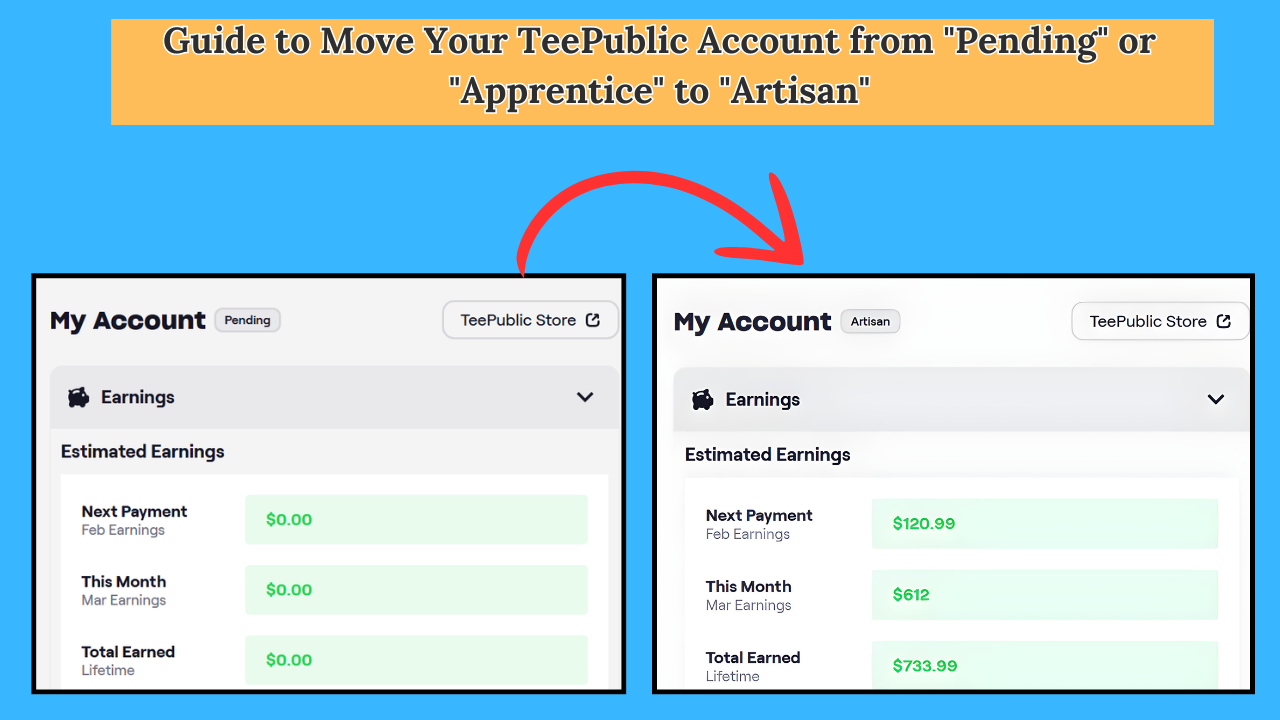 Guide to Move Your TeePublic Account from "Pending" or
"Apprentice" to "Artisan"
My Account Pending TeePublic Store
Earnings
Estimated Earnings
Next Payment $0.00
Feb Earnings
This Month $0.00
Mar Earnings
Total Earned $0.00
Lifetime
My Account Artisan TeePublic Store
Earnings
Estimated Earnings
Next Payment $120.99
Feb Earnings
This Month $612
Mar Earnings
Total Earned $733.99
Lifetime